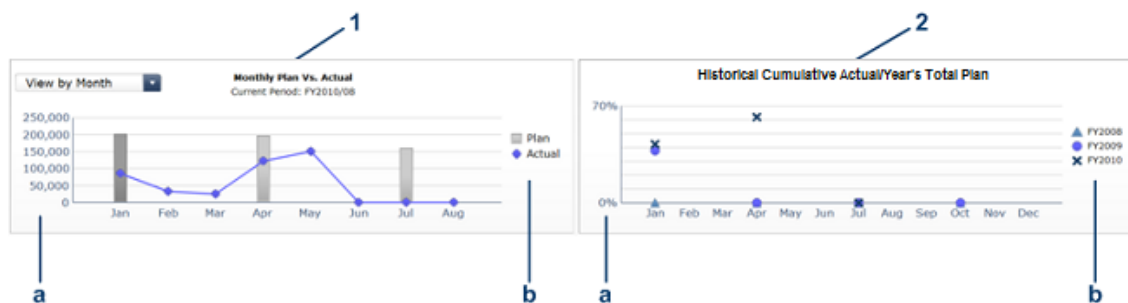 1
2
View by Month
Monthly Plan Vs. Actual
Current Period: FY2010/08
250,000
200,000
150,000
100,000
50,000
0
Jan Feb Mar Apr May Jun Jul Aug
Plan
Actual
a
b
Historical Cumulative Actual/Year's Total Plan
70%
0%
Jan Feb Mar Apr May Jun Jul Aug Sep Oct Nov Dec
FY2008
FY2009
FY2010
a
b